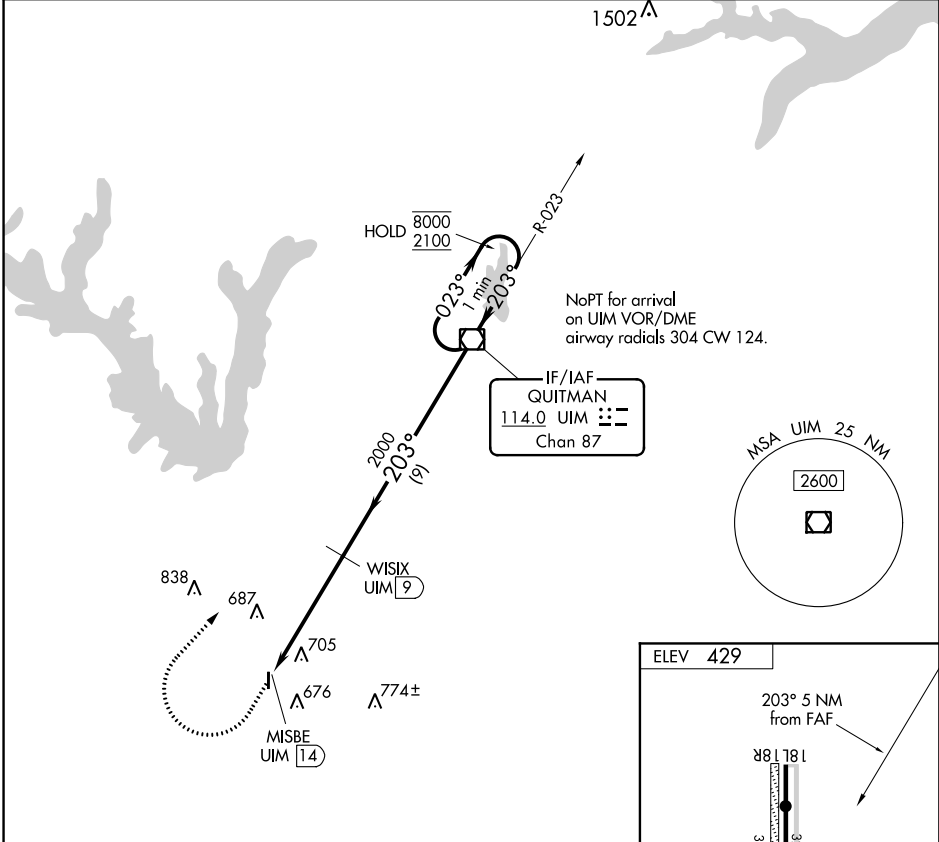 1502
HOLD 8000
2100
R-023
023°
1 min
203°
NoPT for arrival
on UIM VOR/DME
airway radials 304 CW 124.
IF/IAF
QUITMAN
114.0 UIM
Chan 87
2000
203°
(9)
MSA UIM 25 NM
2600
WISIX
UIM 9
838
687
705
676
774±
MISBE
UIM 14
ELEV 429
203° 5 NM
from FAF
18R
18L